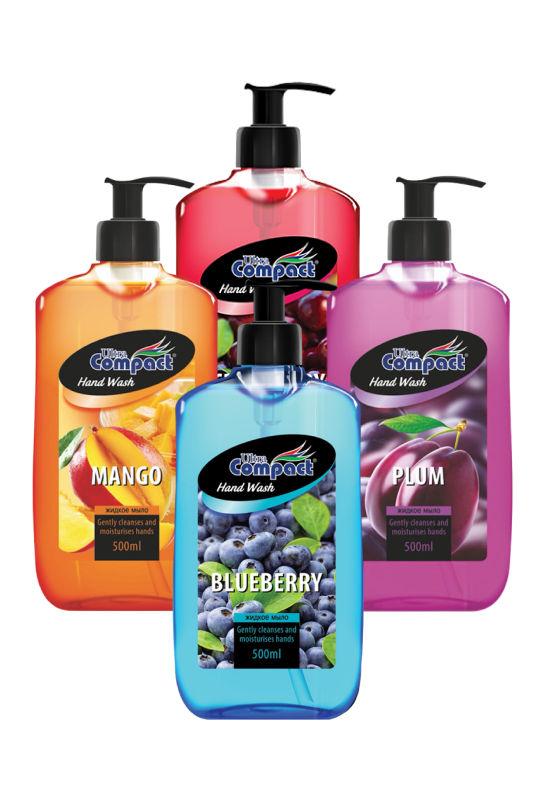 Ultra
Compact®
Hand
Ultra
Compact®
Hand Wash
MANGO
жидкое мыло
Gently cleanses and
moisturises hands
500ml
Ultra
Compact®
Hand Wash
PLUM
жидкое мыло
Gently cleanses and
moisturises hands
500ml
Ultra
Compact®
Hand Wash
BLUEBERRY
жидкое мыло
Gently cleanses and
moisturises hands
500ml